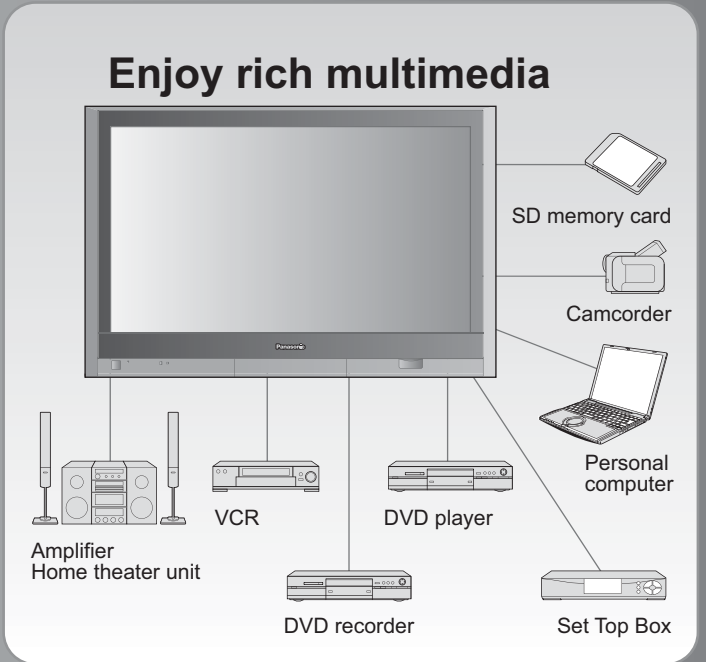 Enjoy rich multimedia
Panasonic
SD memory card
Camcorder
Personal
computer
VCR
DVD player
Amplifier
Home theater unit
DVD recorder
Set Top Box